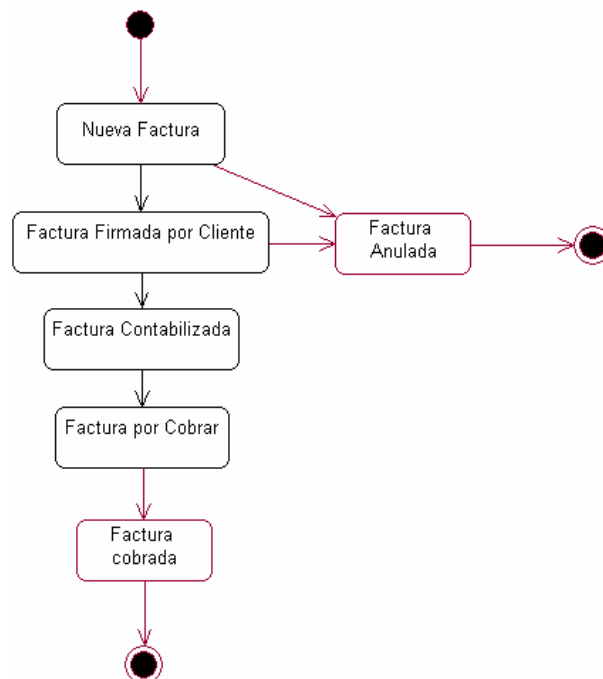 Nueva Factura
Factura Firmada por Cliente
Factura
Anulada
Factura Contabilizada
Factura por Cobrar
Factura
cobrada